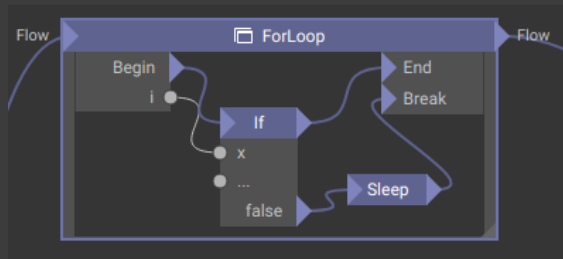 Flow ForLoop Flow
Begin End
i Break
If
x
...
Sleep
false